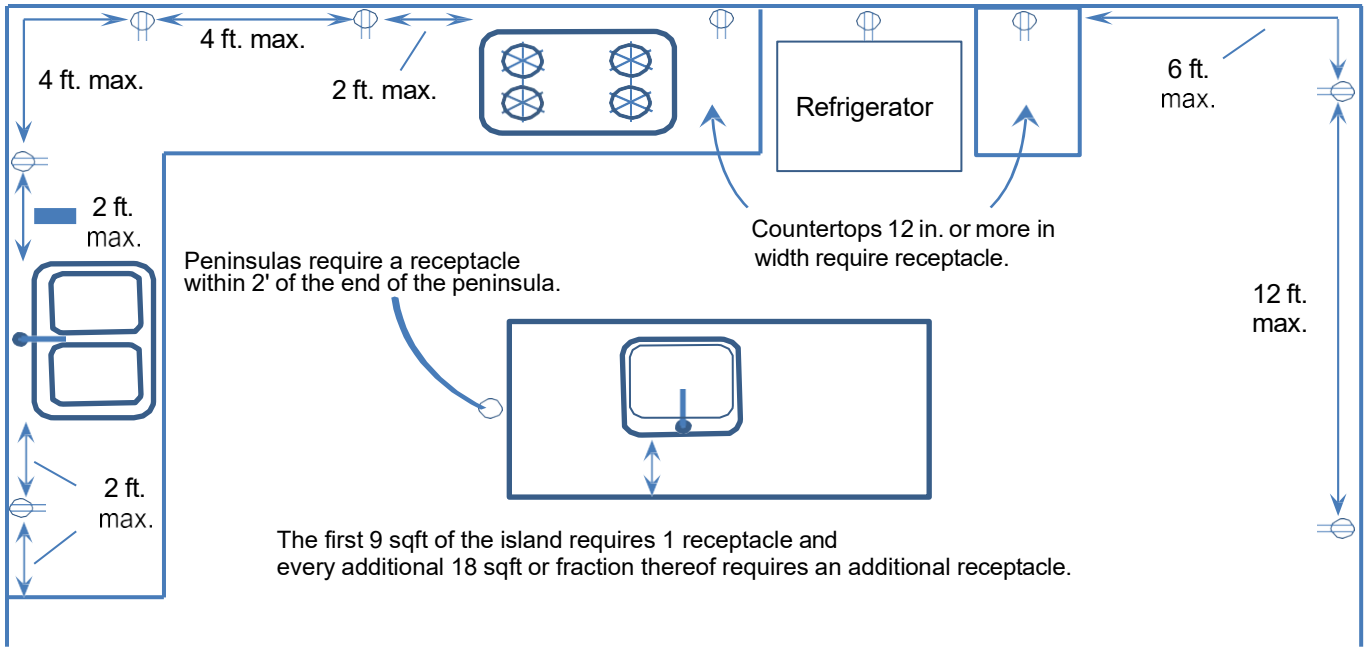 4 ft. max.
2 ft. max.
4 ft. max.
Refrigerator
6 ft.
max.
2 ft.
max.
Countertops 12 in. or more in
width require receptacle.
Peninsulas require a receptacle
within 2' of the end of the peninsula.
12 ft.
max.
2 ft.
max.
The first 9 sqft of the island requires 1 receptacle and
every additional 18 sqft or fraction thereof requires an additional receptacle.